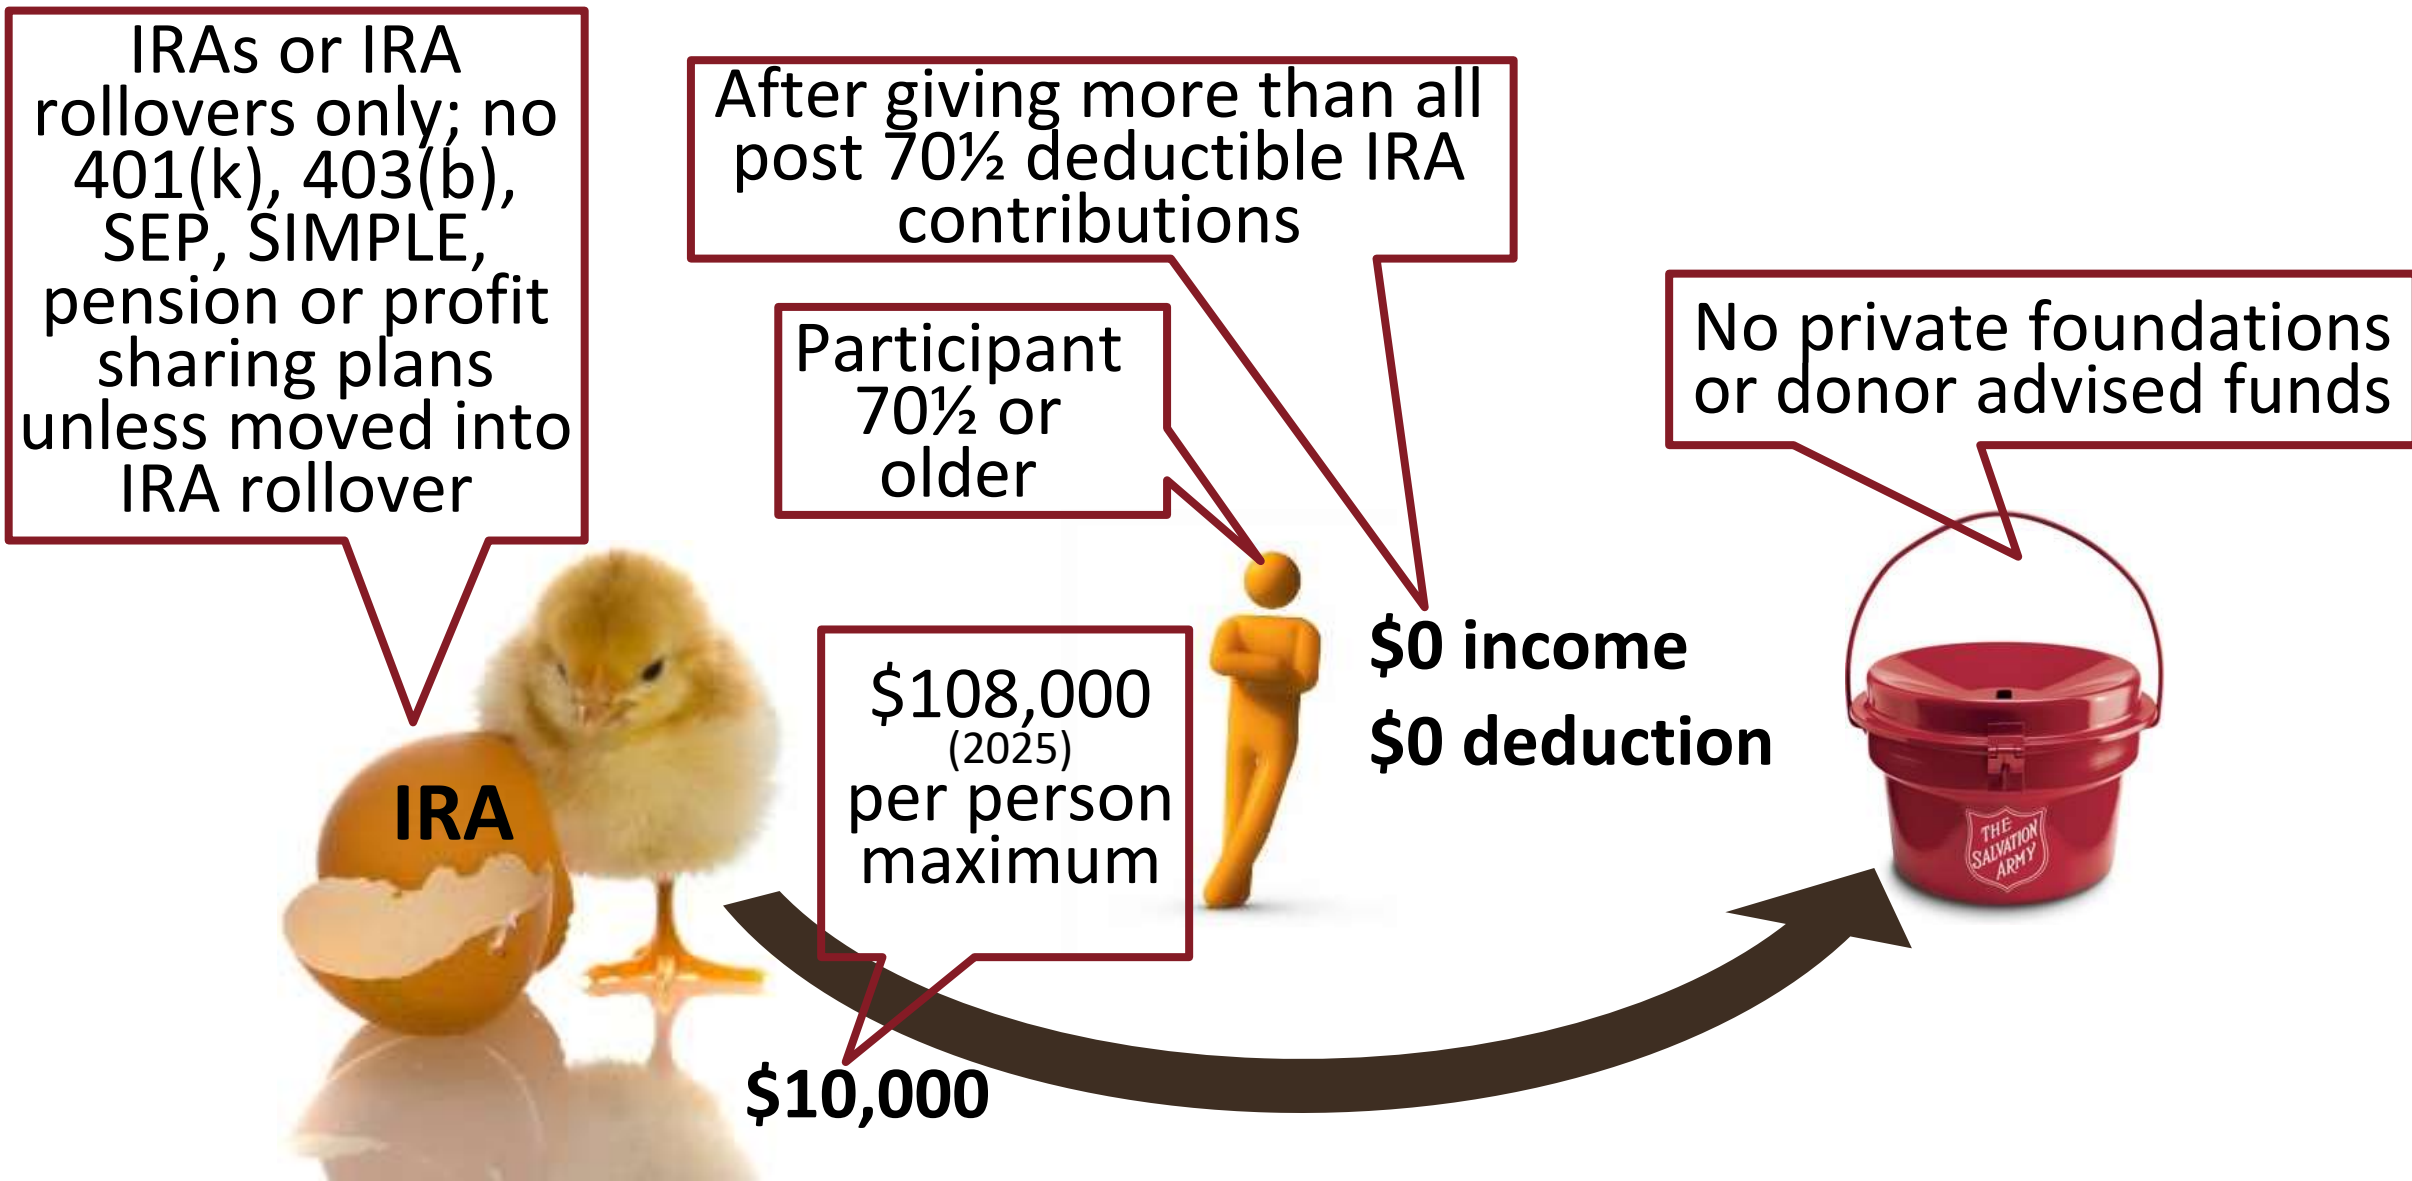 IRAs or IRA
rollovers only; no
401(k), 403(b),
SEP, SIMPLE,
pension or profit
sharing plans
unless moved into
IRA rollover
After giving more than all
post 70½ deductible IRA
contributions
Participant
70½ or
older
No private foundations
or donor advised funds
$108,000
(2025)
per person
maximum
$0 income
$0 deduction
IRA
THE
SALVATION
ARMY
$10,000